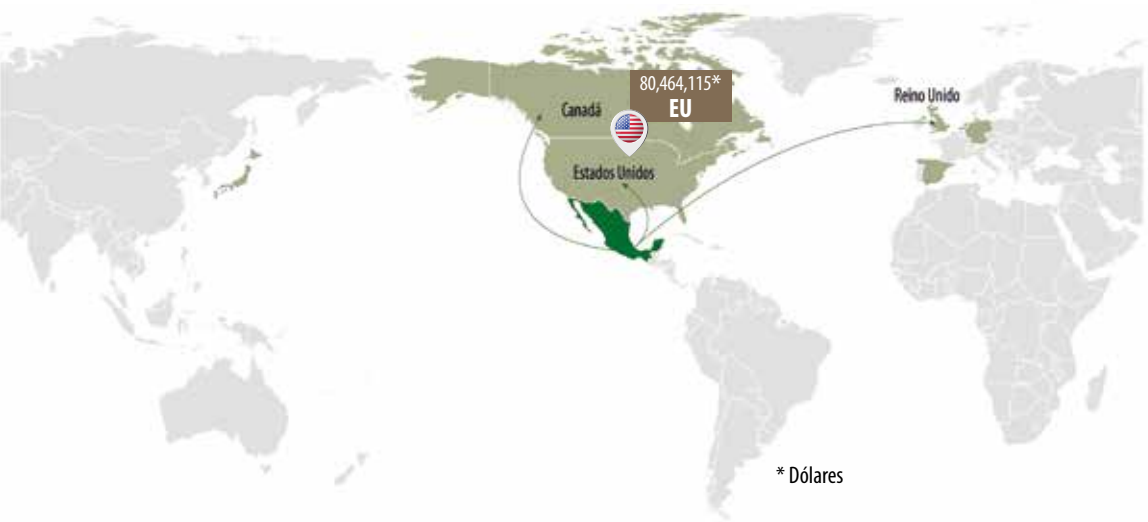 80,464,115*
EU
Reino Unido
Canadá
Estados Unidos
* Dólares